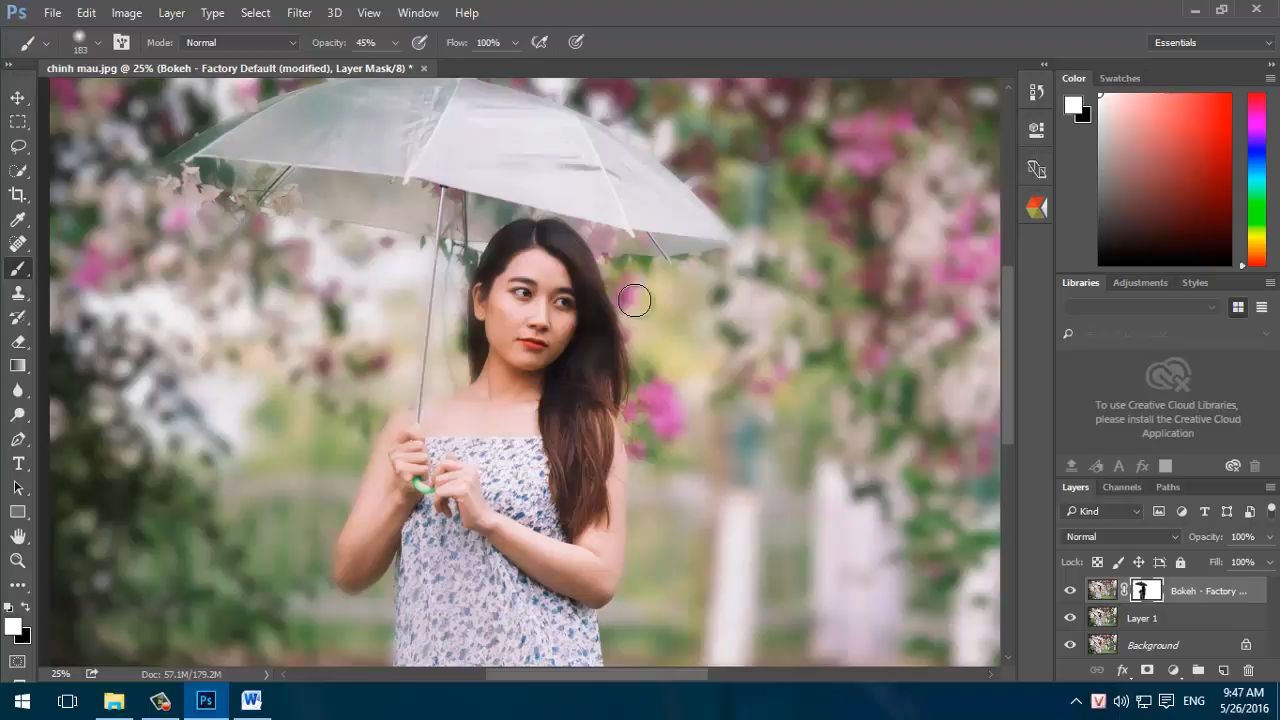 Ps File Edit Image Layer Type Select Filter 3D View Window Help
183 Mode: Normal Opacity: 45% Flow: 100% Essentials
chinh mau.jpg @ 25% (Bokeh - Factory Default (modified), Layer Mask/8) *
Color Swatches
Libraries Adjustments Styles
To use Creative Cloud Libraries,
please install the Creative Cloud
Application
Layers Channels Paths
Kind
Normal Opacity: 100%
Lock: Fill: 100%
Bokeh - Factory ...
Layer 1
Background
25% Doc: 57.1M/179.2M
ENG 9:47 AM
5/26/2016